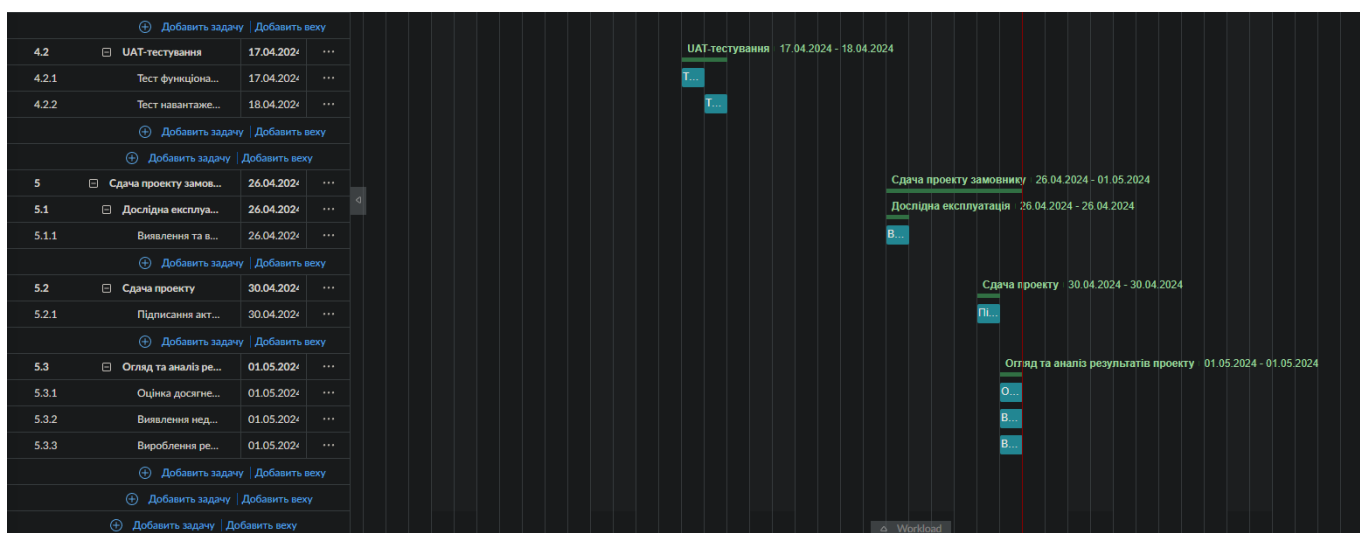 Добавить задачу | Добавить веху
4.2 UAT-тестування 17.04.2024 ... UAT-тестування 17.04.2024 - 18.04.2024
4.2.1 Тест функціона... 17.04.2024 ... Т...
4.2.2 Тест навантаже... 18.04.2024 ... Т...
Добавить задачу | Добавить веху
Добавить задачу | Добавить веху
5 Сдача проекту замов... 26.04.2024 ... Сдача проекту замовнику 26.04.2024 - 01.05.2024
5.1 Дослідна експлуа... 26.04.2024 ... Дослідна експлуатація 26.04.2024 - 26.04.2024
5.1.1 Виявлення та в... 26.04.2024 ... В...
Добавить задачу | Добавить веху
5.2 Сдача проекту 30.04.2024 ... Сдача проекту 30.04.2024 - 30.04.2024
5.2.1 Підписання акт... 30.04.2024 ... Пі...
Добавить задачу | Добавить веху
5.3 Огляд та аналіз ре... 01.05.2024 ... Огляд та аналіз результатів проекту 01.05.2024 - 01.05.2024
5.3.1 Оцінка досягне... 01.05.2024 ... О...
5.3.2 Виявлення нед... 01.05.2024 ... В...
5.3.3 Вироблення ре... 01.05.2024 ... В...
Добавить задачу | Добавить веху
Добавить задачу | Добавить веху
Добавить задачу | Добавить веху
Workload